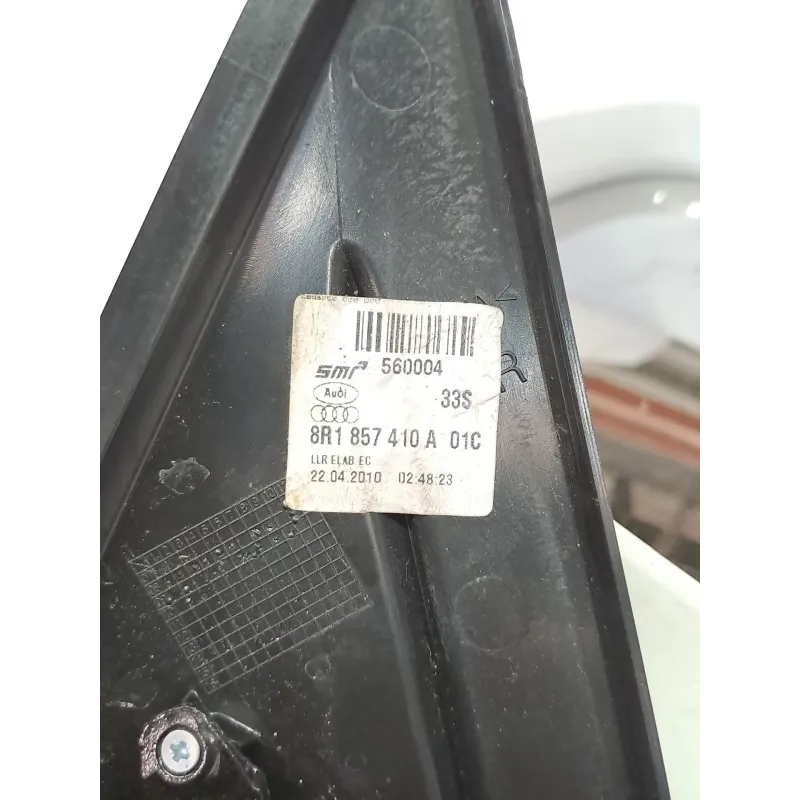 smr 560004
Audi 33S
8R1 857 410 A 01C
LLR ELAB EC
22.04.2010 02:48:23
R